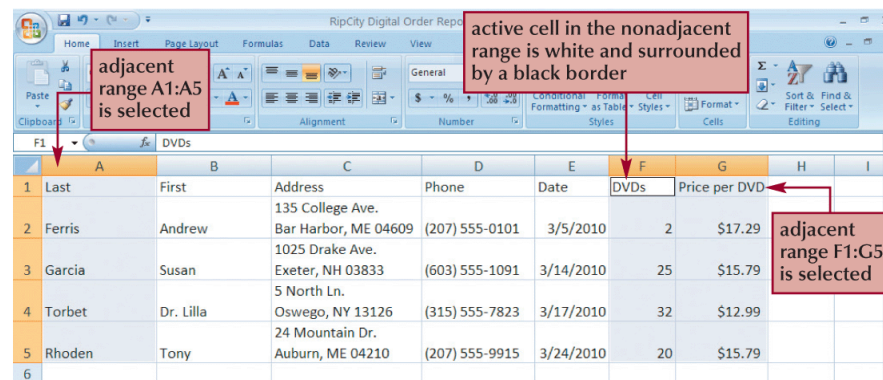 RipCity Digital Order Repo
Home Insert Page Layout Formulas Data Review View
active cell in the nonadjacent
range is white and surrounded
by a black border
adjacent
range A1:A5
is selected
Paste
A A
A
General
$ % , .00 .00
Conditional Format Cell
Formatting as Table Styles
Format
Σ
Sort & Find &
Filter Select
Clipboard Alignment Number Styles Cells Editing
F1 fx DVDs
A B C D E F G H I
1 Last First Address Phone Date DVDs Price per DVD
2 Ferris Andrew 135 College Ave.
Bar Harbor, ME 04609 (207) 555-0101 3/5/2010 2 $17.29
3 Garcia Susan 1025 Drake Ave.
Exeter, NH 03833 (603) 555-1091 3/14/2010 25 $15.79
4 Torbet Dr. Lilla 5 North Ln.
Oswego, NY 13126 (315) 555-7823 3/17/2010 32 $12.99
5 Rhoden Tony 24 Mountain Dr.
Auburn, ME 04210 (207) 555-9915 3/24/2010 20 $15.79
6
adjacent
range F1:G5
is selected